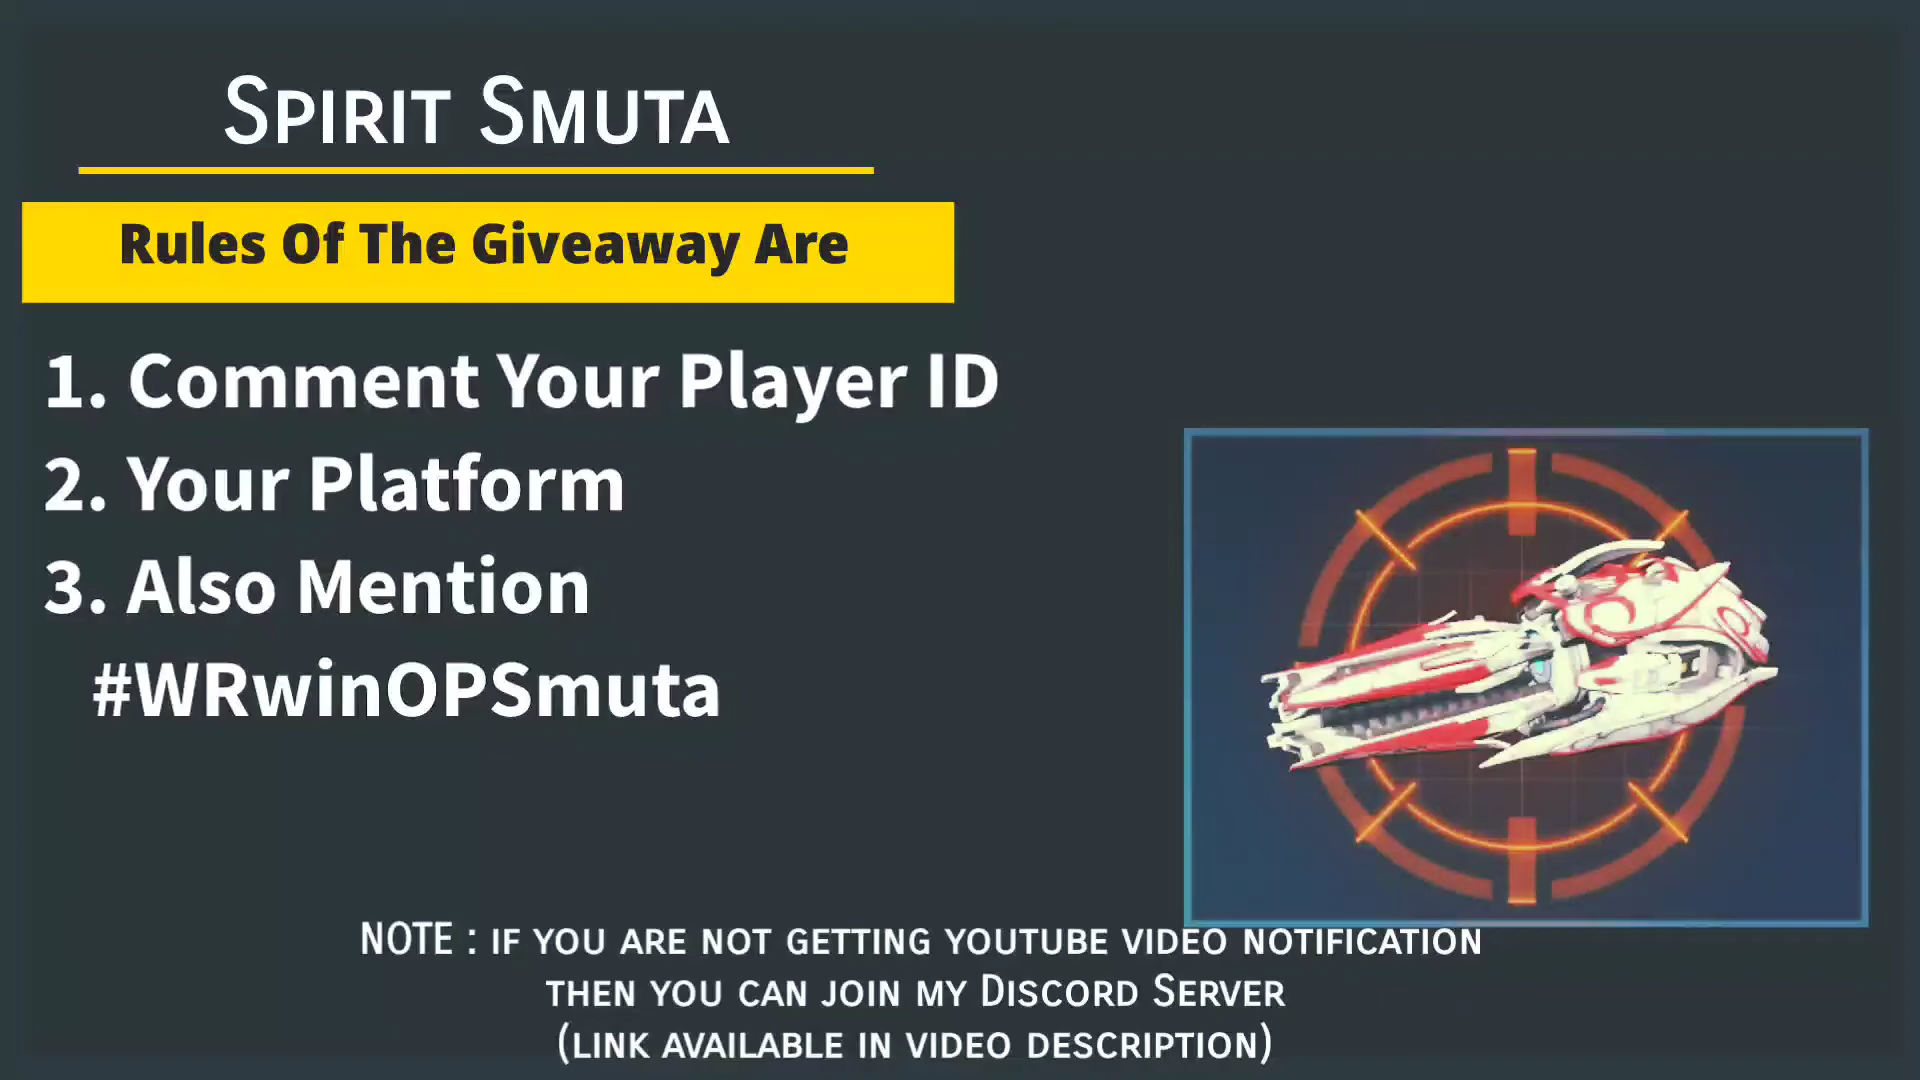 Spirit Smuta
Rules Of The Giveaway Are
1. Comment Your Player ID
2. Your Platform
3. Also Mention
#WRwinOPSmuta
NOTE : if you are not getting youtube video notification
then you can join my Discord Server
(link available in video description)